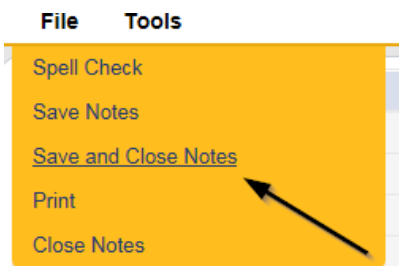 File Tools
Spell Check
Save Notes
Save and Close Notes
Print
Close Notes